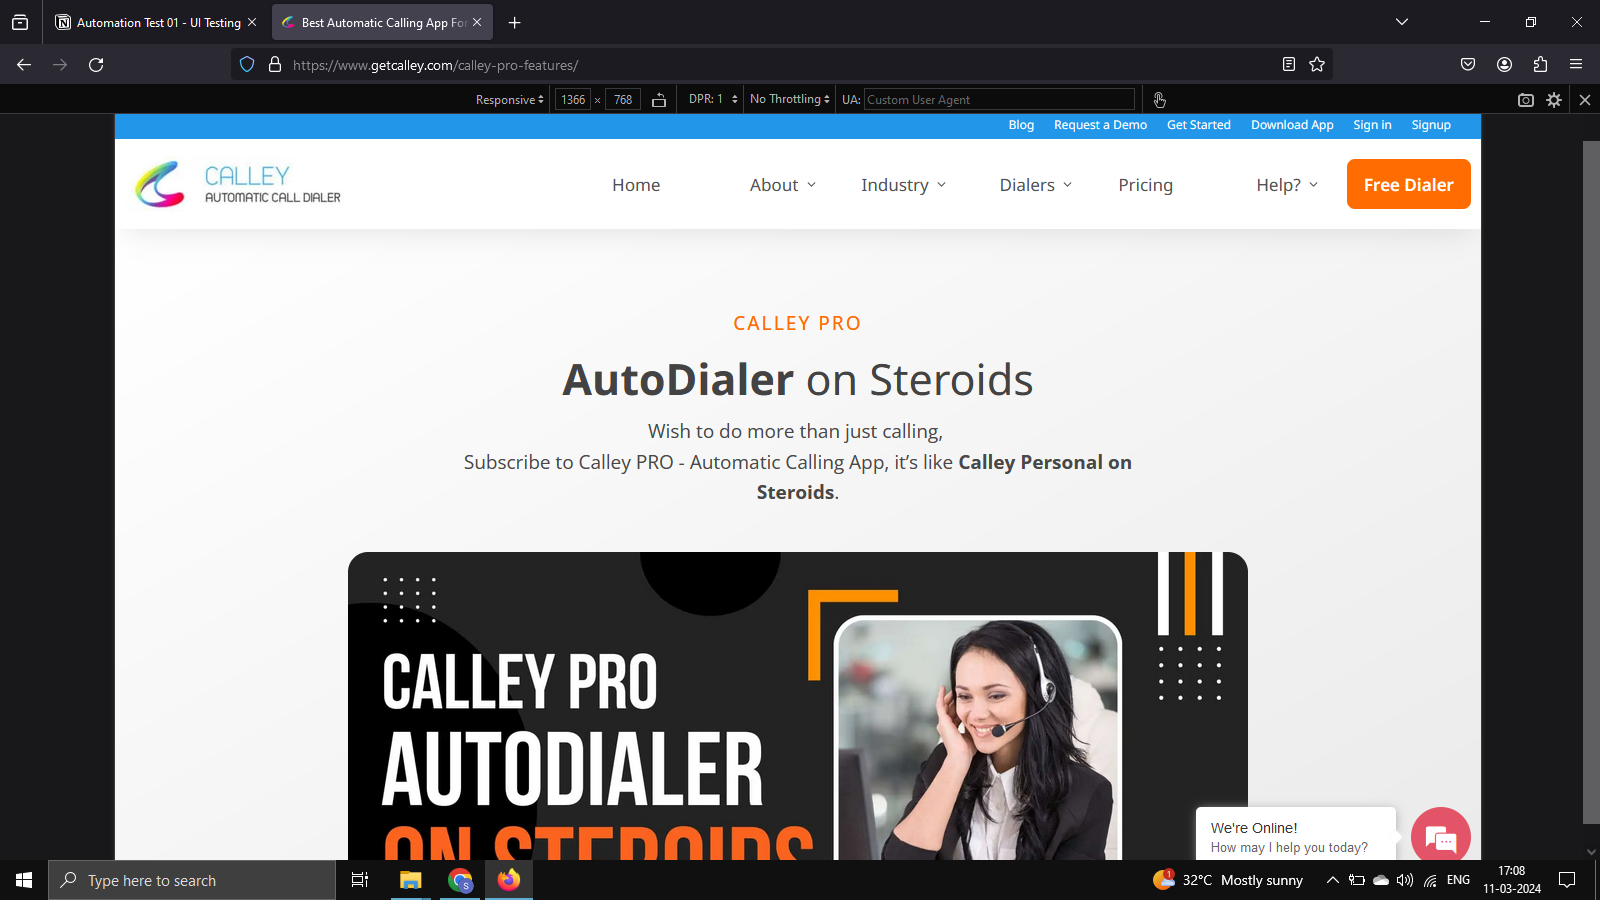 Automation Test 01 - UI Testing
Best Automatic Calling App For
https://www.getcalley.com/calley-pro-features/
Responsive 1366 × 768 DPR: 1 No Throttling UA: Custom User Agent
Blog Request a Demo Get Started Download App Sign in Signup
CALLEY
AUTOMATIC CALL DIALER
Home About Industry Dialers Pricing Help? Free Dialer
CALLEY PRO
AutoDialer on Steroids
Wish to do more than just calling,
Subscribe to Calley PRO - Automatic Calling App, it’s like Calley Personal on
Steroids.
CALLEY PRO
AUTODIALER
ON STEROIDS
We're Online!
How may I help you today?
Type here to search
S
1
32°C Mostly sunny
ENG
17:08
11-03-2024